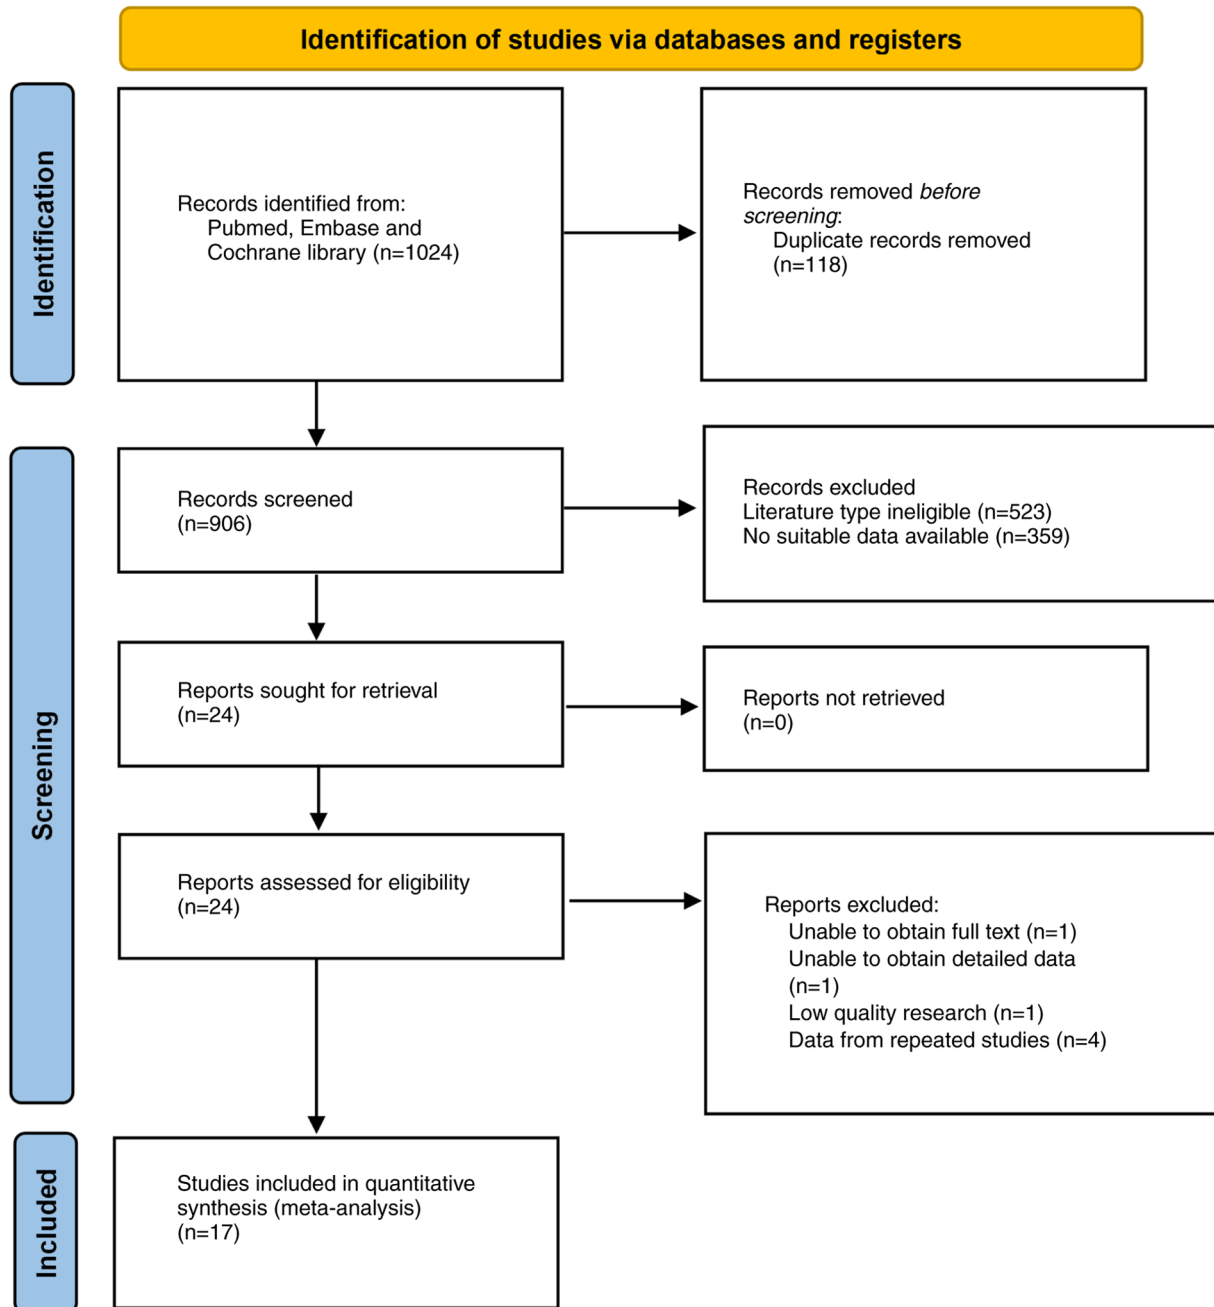 Identification of studies via databases and registers
Identification
Records identified from:
Pubmed, Embase and
Cochrane library (n=1024)
Records removed before
screening:
Duplicate records removed
(n=118)
Screening
Records screened
(n=906)
Records excluded
Literature type ineligible (n=523)
No suitable data available (n=359)
Reports sought for retrieval
(n=24)
Reports not retrieved
(n=0)
Reports assessed for eligibility
(n=24)
Reports excluded:
Unable to obtain full text (n=1)
Unable to obtain detailed data
(n=1)
Low quality research (n=1)
Data from repeated studies (n=4)
Included
Studies included in quantitative
synthesis (meta-analysis)
(n=17)